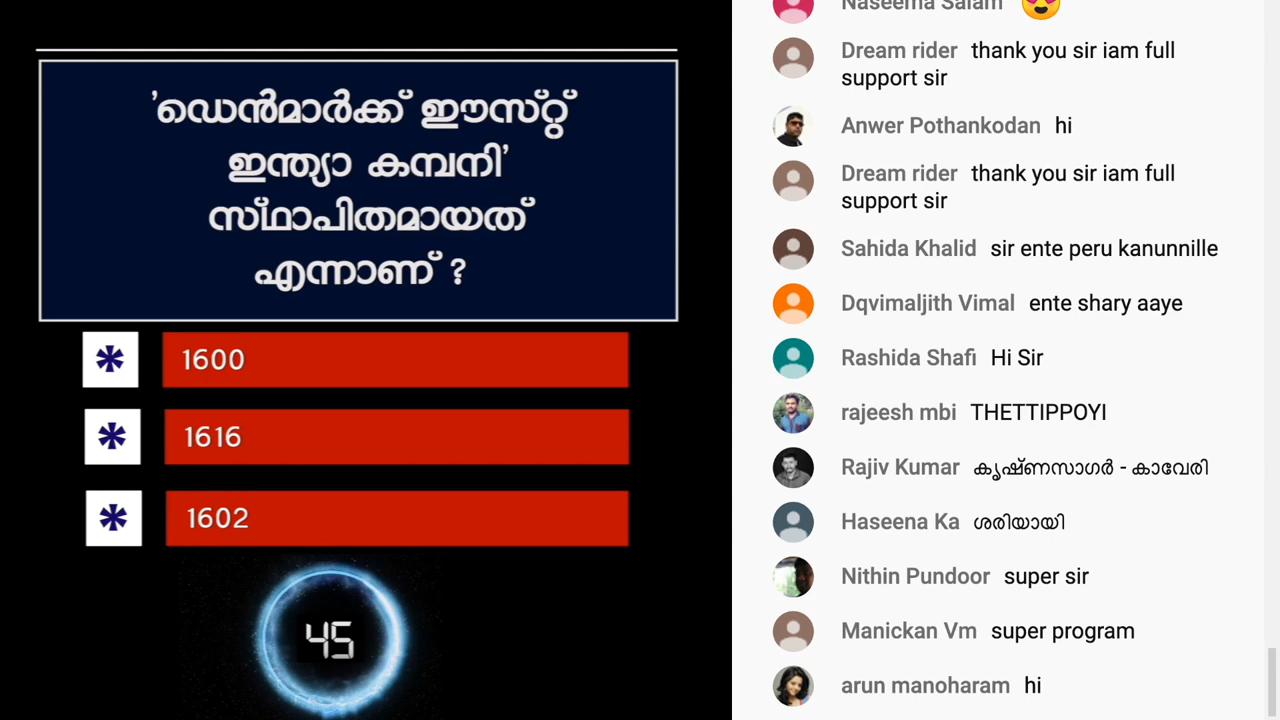 'ഡെൻമാർക്ക് ഈസ്റ്റ്
ഇന്ത്യാ കമ്പനി'
സ്ഥാപിതമായത്
എന്നാണ് ?
* 1600
* 1616
* 1602
45
Naseema Salam 😍
Dream rider thank you sir iam full
support sir
Anwer Pothankodan hi
Dream rider thank you sir iam full
support sir
Sahida Khalid sir ente peru kanunnille
Dqvimaljith Vimal ente shary aaye
Rashida Shafi Hi Sir
rajeesh mbi THETTIPPOYI
Rajiv Kumar കൃഷ്ണസാഗർ - കാവേരി
Haseena Ka ശരിയായി
Nithin Pundoor super sir
Manickan Vm super program
arun manoharam hi